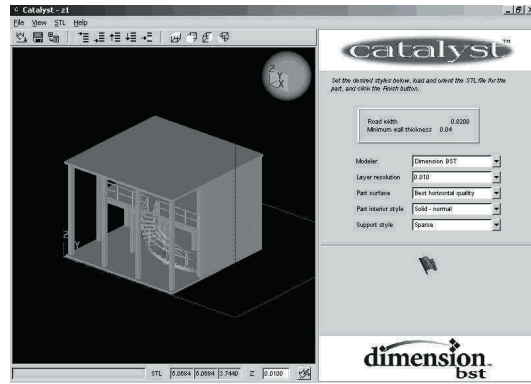 Catalyst - z1
File View STL Help
Z
Y
X
Z
Y
STL 5.0684 5.0684 3.7440 Z 0.0100
catalyst™
Set the desired styles below, load and orient the STL file for the part, and click the Finish button.
Road width 0.0200
Minimum wall thickness 0.04
Modeler Dimension BST
Layer resolution 0.010
Part surface Best horizontal quality
Part interior style Solid - normal
Support style Sparse
dimension
bst